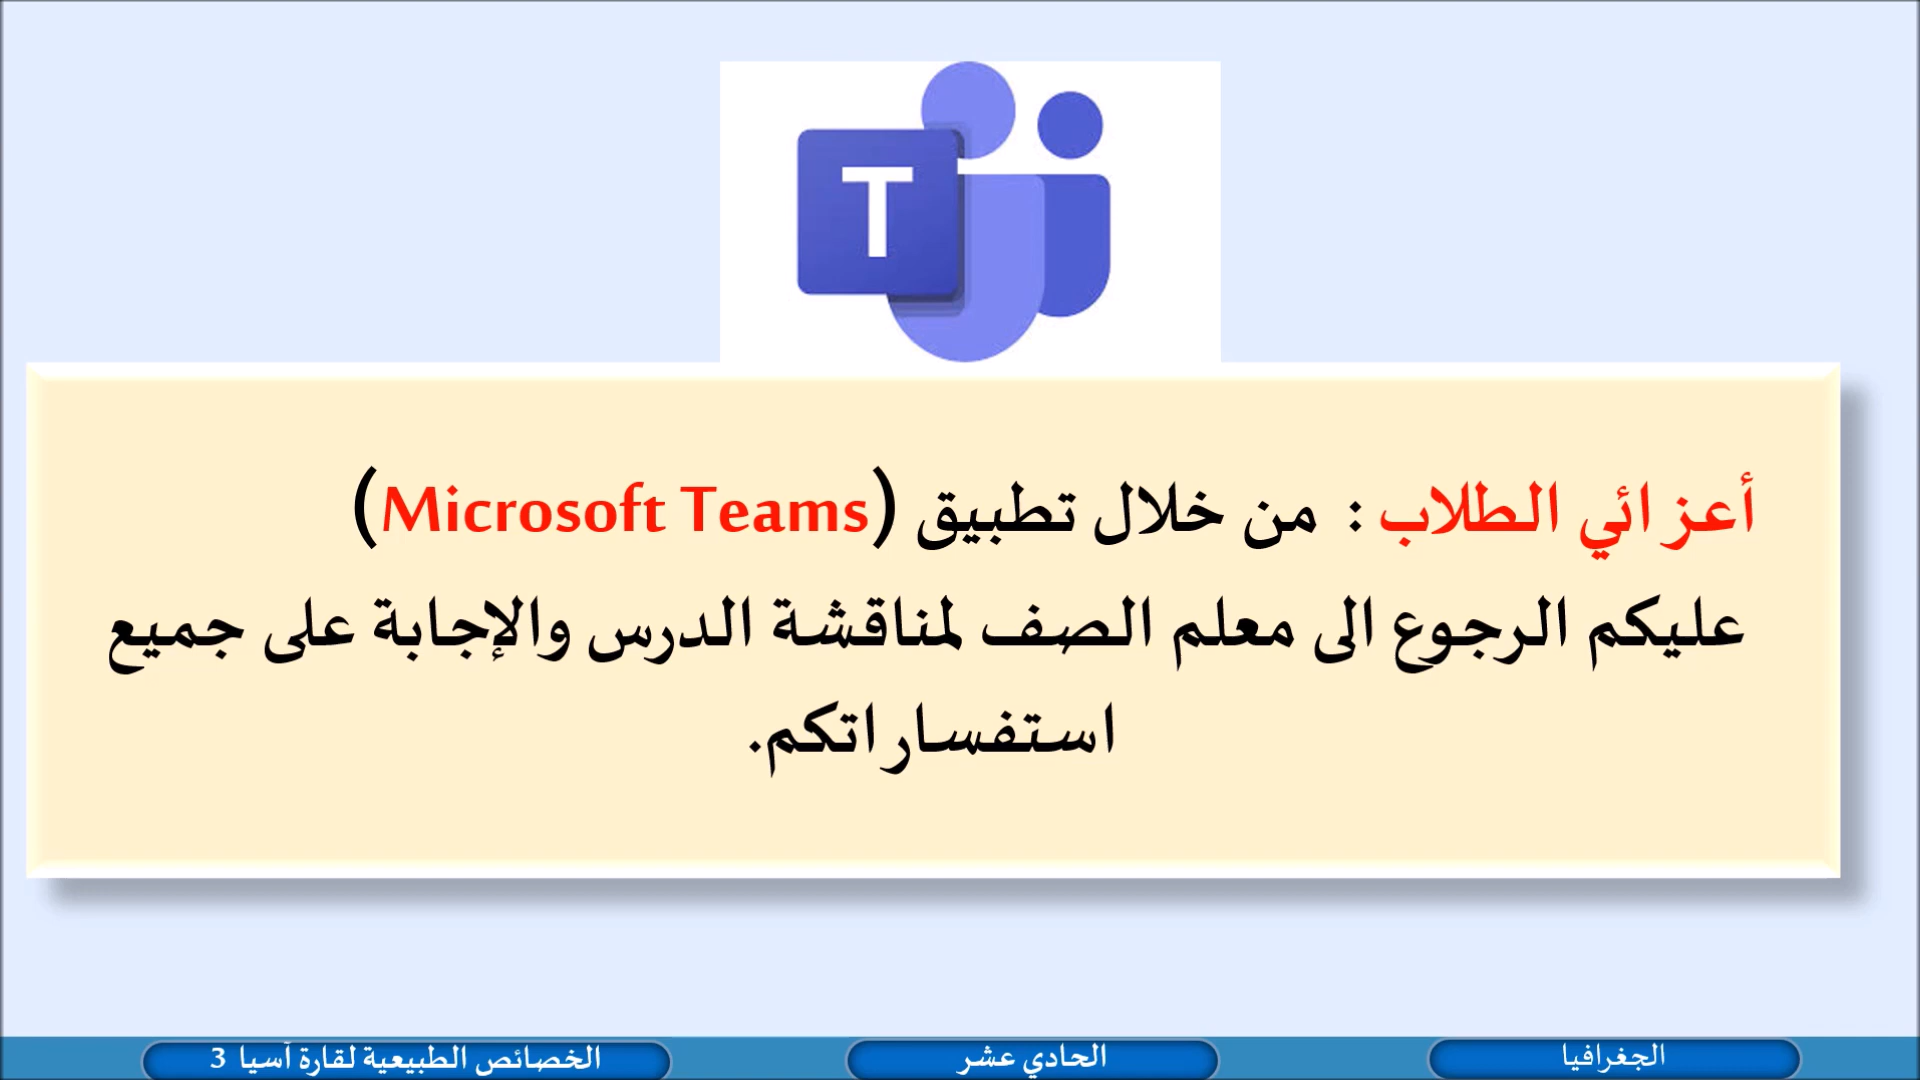 T
أعزائي الطلاب : من خلال تطبيق (Microsoft Teams)
عليكم الرجوع الى معلم الصف لمناقشة الدرس والإجابة على جميع
استفساراتكم.
الجغرافيا
الحادي عشر
الخصائص الطبيعية لقارة آسيا 3